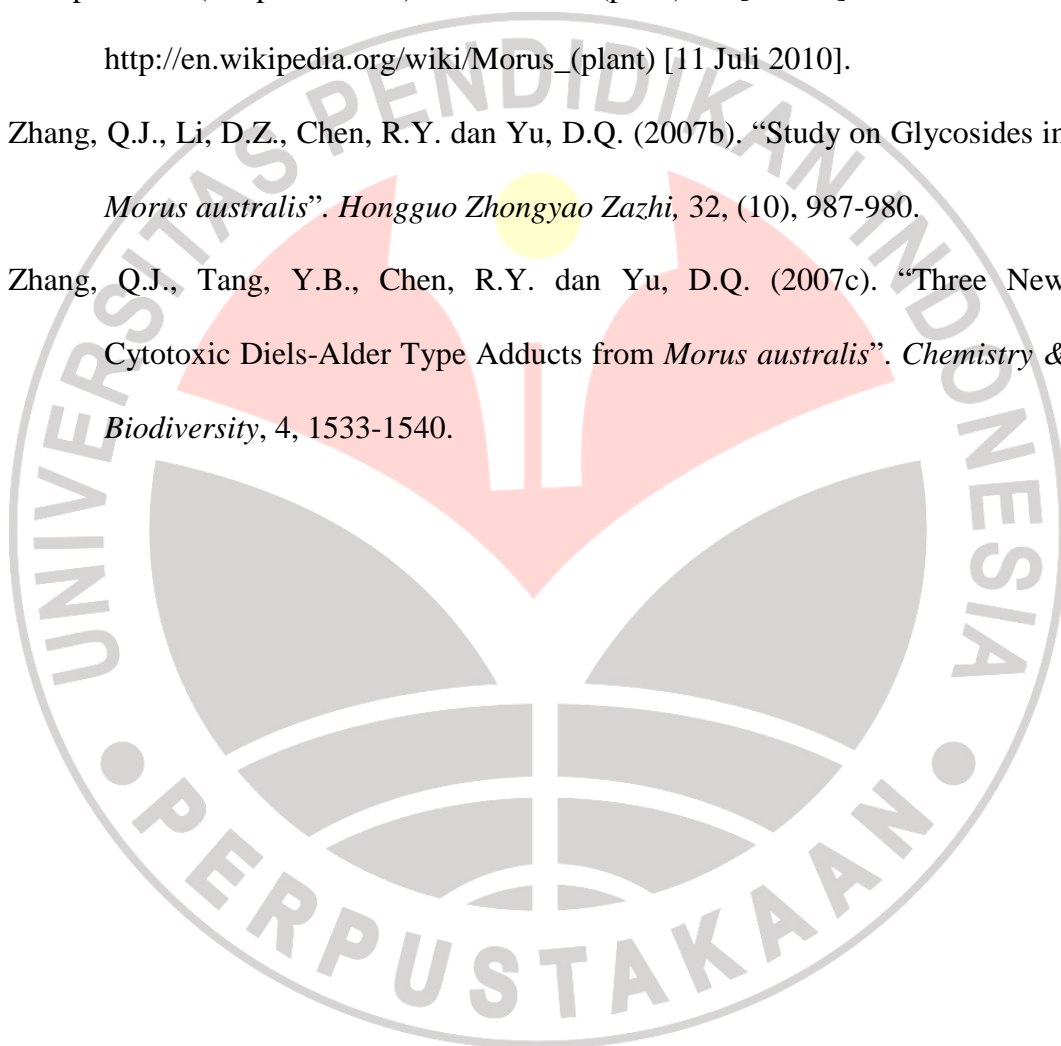 http://en.wikipedia.org/wiki/Morus_(plant) [11 Juli 2010].
Zhang, Q.J., Li, D.Z., Chen, R.Y. dan Yu, D.Q. (2007b). “Study on Glycosides in
Morus australis”. Hongguo Zhongyao Zazhi, 32, (10), 987-980.
Zhang, Q.J., Tang, Y.B., Chen, R.Y. dan Yu, D.Q. (2007c). “Three New
Cytotoxic Diels-Alder Type Adducts from Morus australis”. Chemistry &
Biodiversity, 4, 1533-1540.
UNIVERSITAS PENDIDIKAN INDONESIA
PERPUSTAKAAN